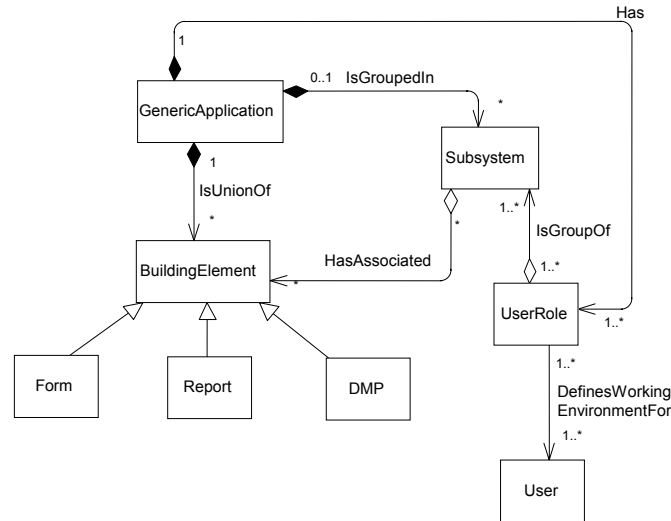 Has
1
0..1
IsGroupedIn
*
GenericApplication
1
Subsystem
IsUnionOf
*
*
1..*
IsGroupOf
BuildingElement
HasAssociated
*
1..*
UserRole
1..*
Form
Report
DMP
1..*
DefinesWorking
EnvironmentFor
1..*
User